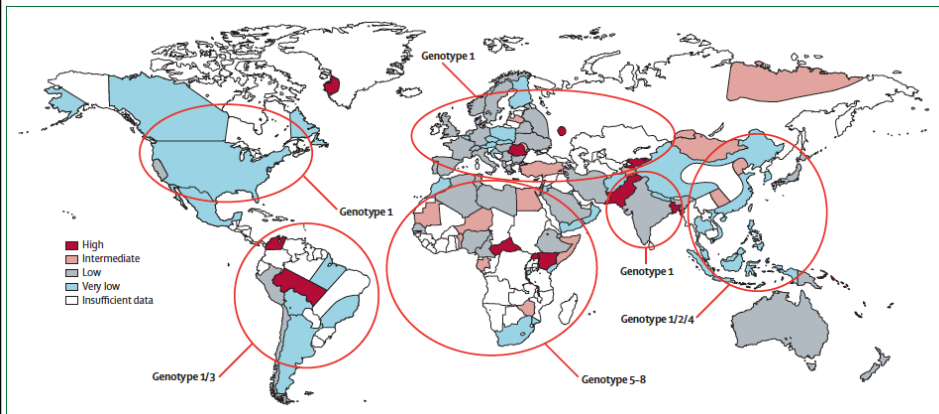 Genotype 1
Genotype 1
High
Intermediate
Low
Very low
Insufficient data
Genotype 1
Genotype 1/2/4
Genotype 1/3
Genotype 5–8